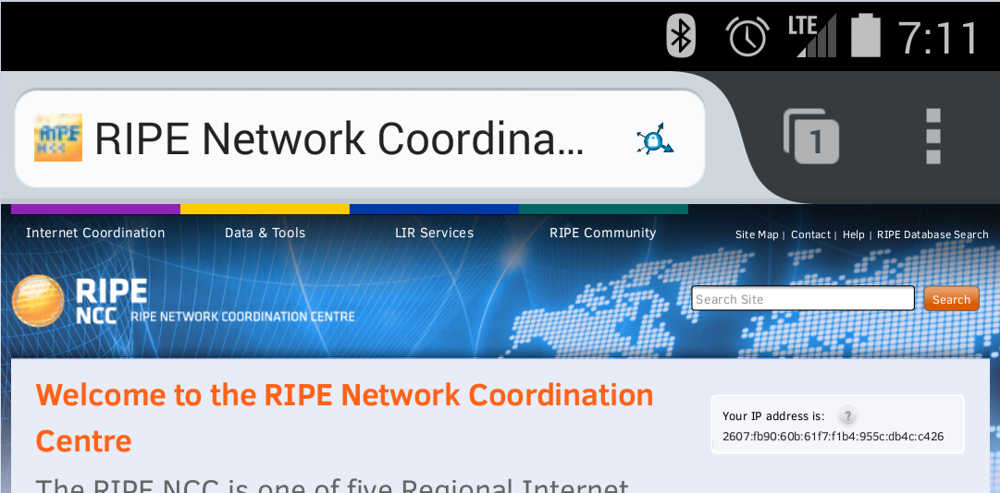 LTE 7:11
RIPE NCC RIPE Network Coordina... 1
Internet Coordination Data & Tools LIR Services RIPE Community
Site Map | Contact | Help | RIPE Database Search
RIPE
NCC RIPE NETWORK COORDINATION CENTRE
Search Site Search
Welcome to the RIPE Network Coordination
Centre
Your IP address is: ?
2607:fb90:60b:61f7:f1b4:955c:db4c:c426
The RIPE NCC is one of five Regional Internet